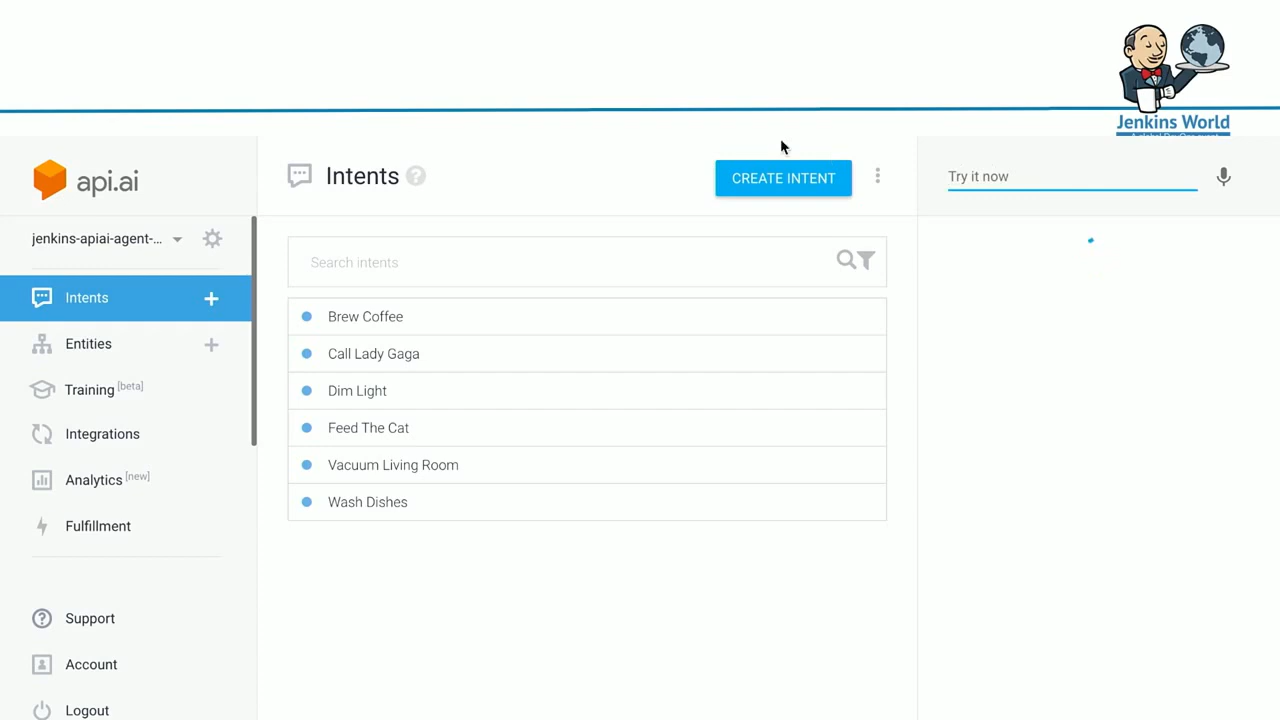 Jenkins World
api.ai
Intents
CREATE INTENT
Try it now
jenkins-apiai-agent-...
Search intents
Intents
Brew Coffee
Entities
Call Lady Gaga
Training [beta]
Dim Light
Integrations
Feed The Cat
Analytics [new]
Vacuum Living Room
Fulfillment
Wash Dishes
Support
Account
Logout